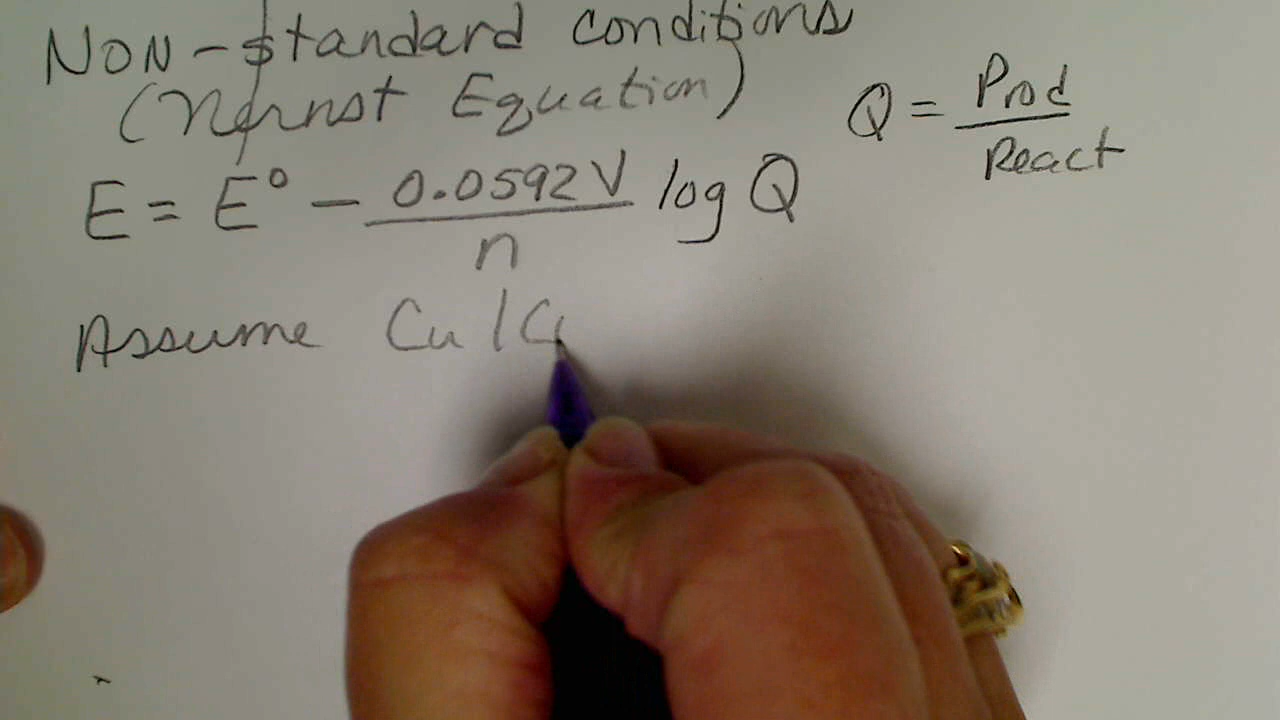 Non-standard conditions
(Nernst Equation)
Q = Prod / React
E = E° - 0.0592V / n log Q
Assume Cu | C